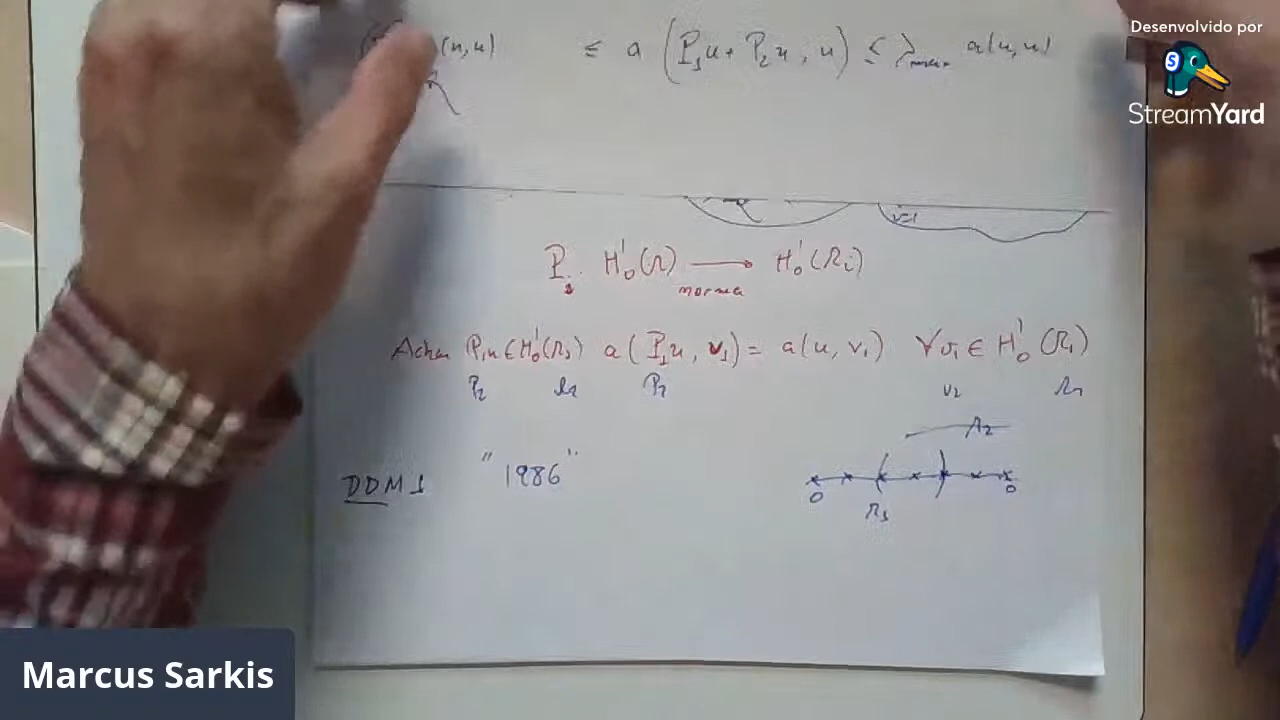 (u,u) ≤ a (P₁u + P₂u, u) ≤ λmax a(u,u)
Desenvolvido por
StreamYard
v=1
P₁ H¹₀(Ω) → H¹₀(Ωi)
norma
Achar P₁u ∈ H¹₀(Ω₁) a(P₁u, v₁) = a(u, v₁) ∀v₁ ∈ H¹₀(Ω₁)
P₂ Ω₂ P₂ v₂ Ω₂
Ω₂
DDM1 "1986"
0 0
Ω₁
Marcus Sarkis